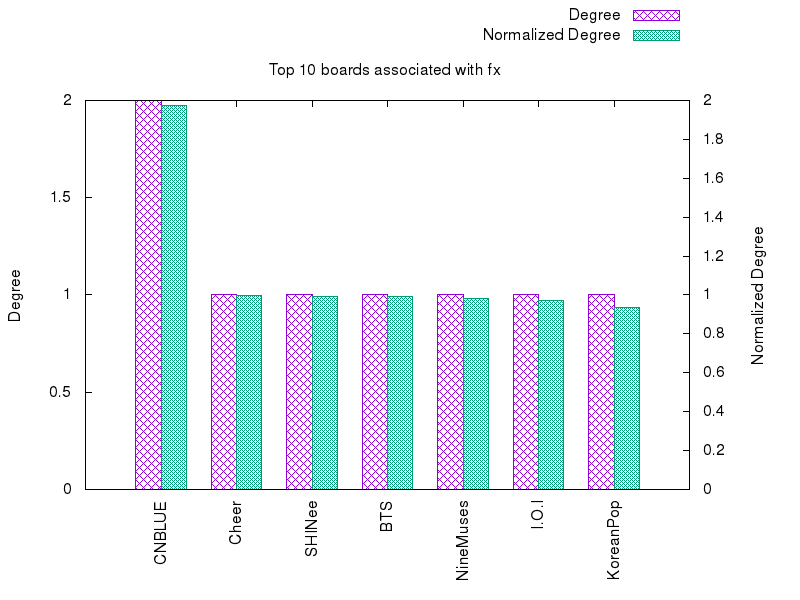 Degree
Normalized Degree
Top 10 boards associated with fx
2
1.5
1
0.5
0
Degree
2
1.8
1.6
1.4
1.2
1
0.8
0.6
0.4
0.2
0
Normalized Degree
CNBLUE
Cheer
SHINee
BTS
NineMuses
I.O.I
KoreanPop